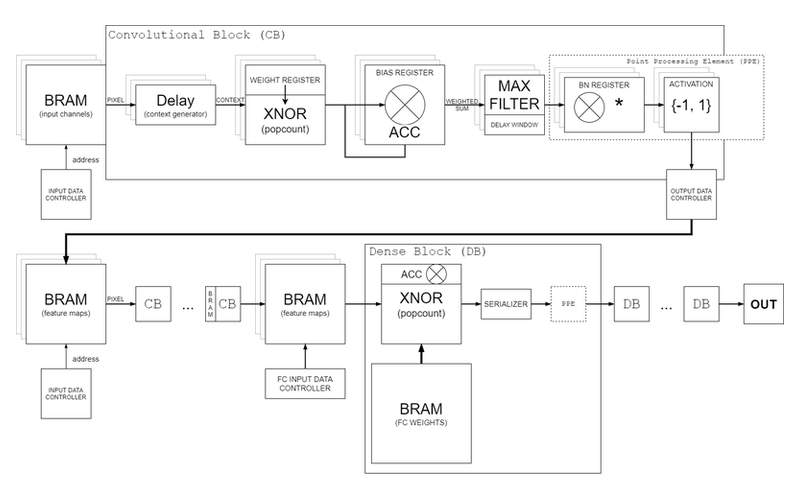 Convolutional Block (CB)
Point Processing Element (PPE)
BRAM
(input channels)
PIXEL
Delay
(context generator)
CONTEXT
WEIGHT REGISTER
XNOR
(popcount)
BIAS REGISTER
ACC
WEIGHTED
SUM
MAX
FILTER
DELAY WINDOW
BN REGISTER
*
ACTIVATION
{-1, 1}
address
INPUT DATA
CONTROLLER
OUTPUT DATA
CONTROLLER
BRAM
(feature maps)
PIXEL
CB
...
BRAM
CB
BRAM
(feature maps)
Dense Block (DB)
ACC
XNOR
(popcount)
SERIALIZER
PPE
DB
...
DB
OUT
address
INPUT DATA
CONTROLLER
FC INPUT DATA
CONTROLLER
BRAM
(FC WEIGHTS)